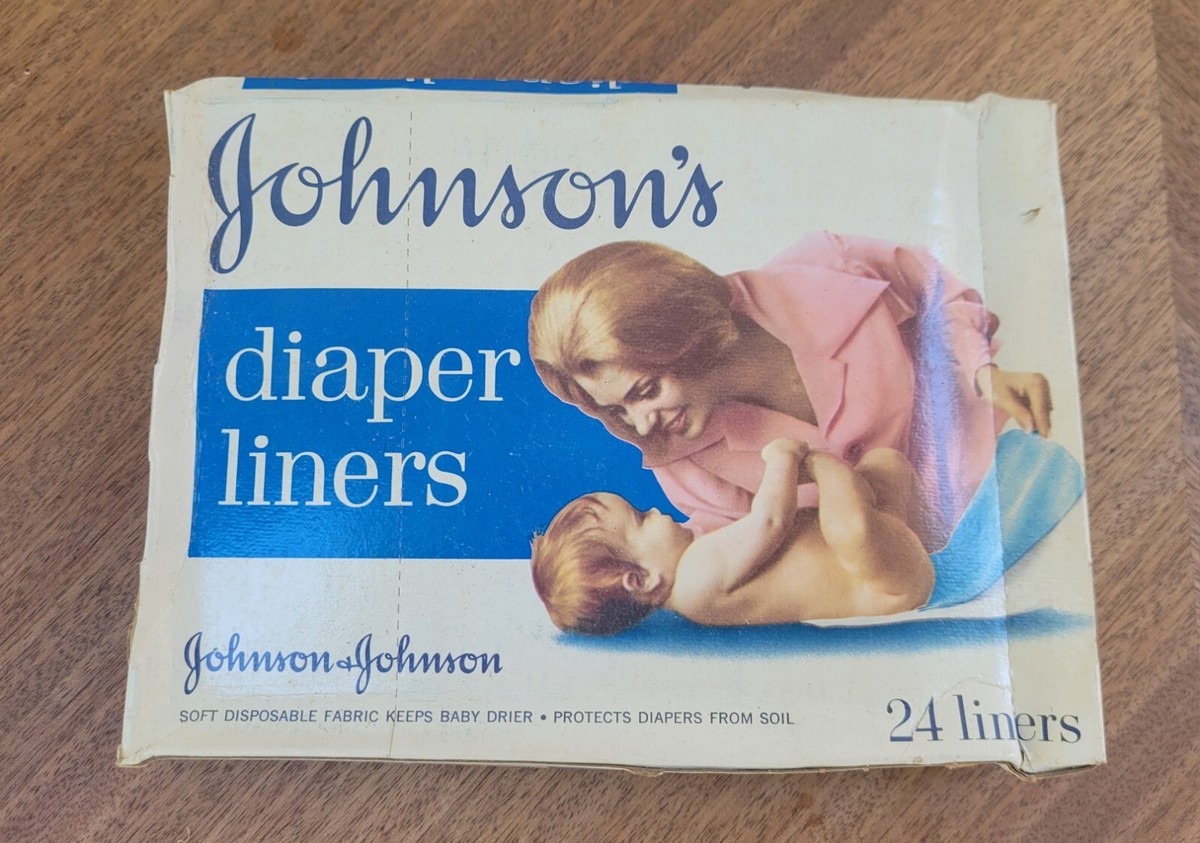 Johnson's
diaper
liners
Johnson & Johnson
SOFT DISPOSABLE FABRIC KEEPS BABY DRIER • PROTECTS DIAPERS FROM SOIL
24 liners